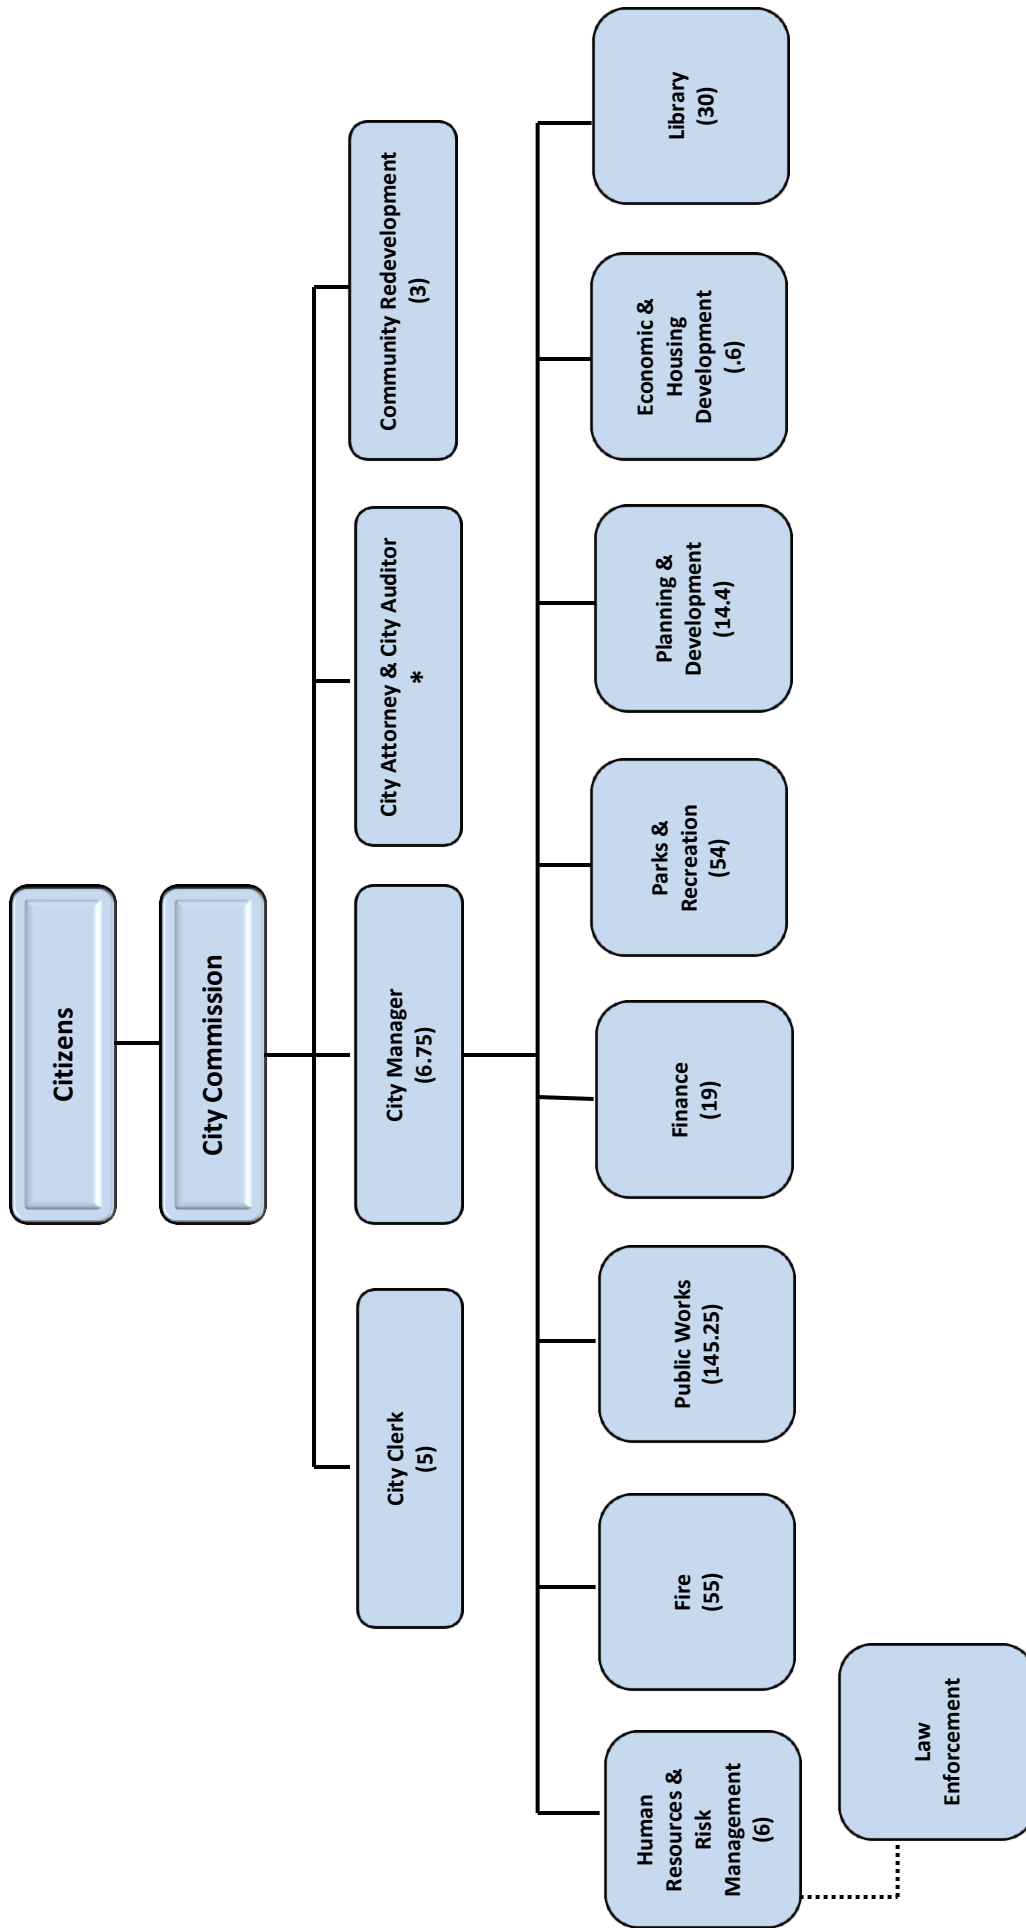 Citizens
City Commission
City Clerk
(5)
City Manager
(6.75)
City Attorney & City Auditor
*
Community Redevelopment
(3)
Human
Resources &
Risk
Management
(6)
Fire
(55)
Public Works
(145.25)
Finance
(19)
Parks &
Recreation
(54)
Planning &
Development
(14.4)
Economic &
Housing
Development
(.6)
Library
(30)
Law
Enforcement